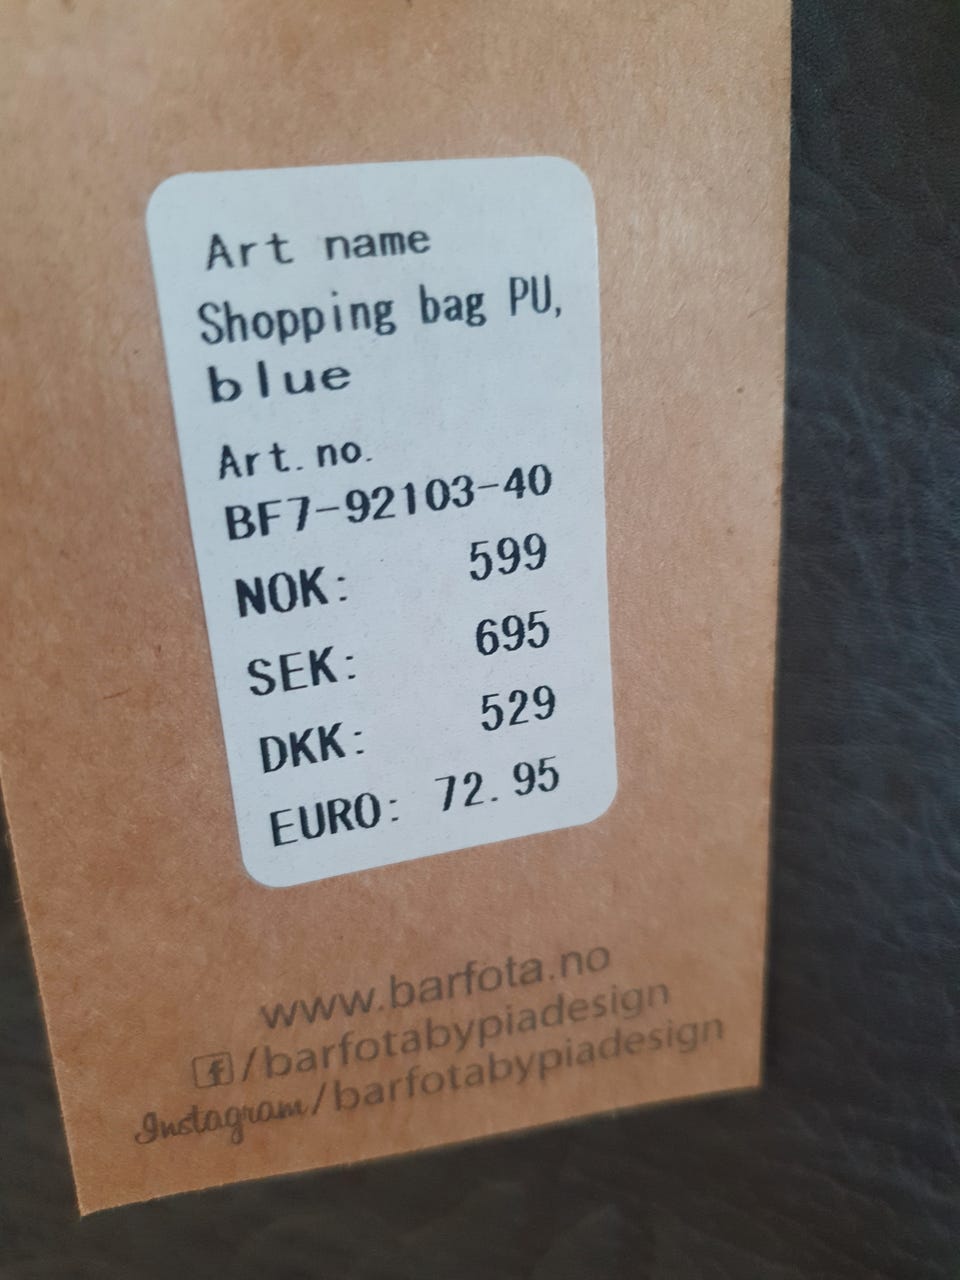 Art name
Shopping bag PU,
blue
Art. no.
BF7-92103-40
NOK: 599
SEK: 695
DKK: 529
EURO: 72.95
www.barfota.no
f/barfotabypiadesign
Instagram/barfotabypiadesign